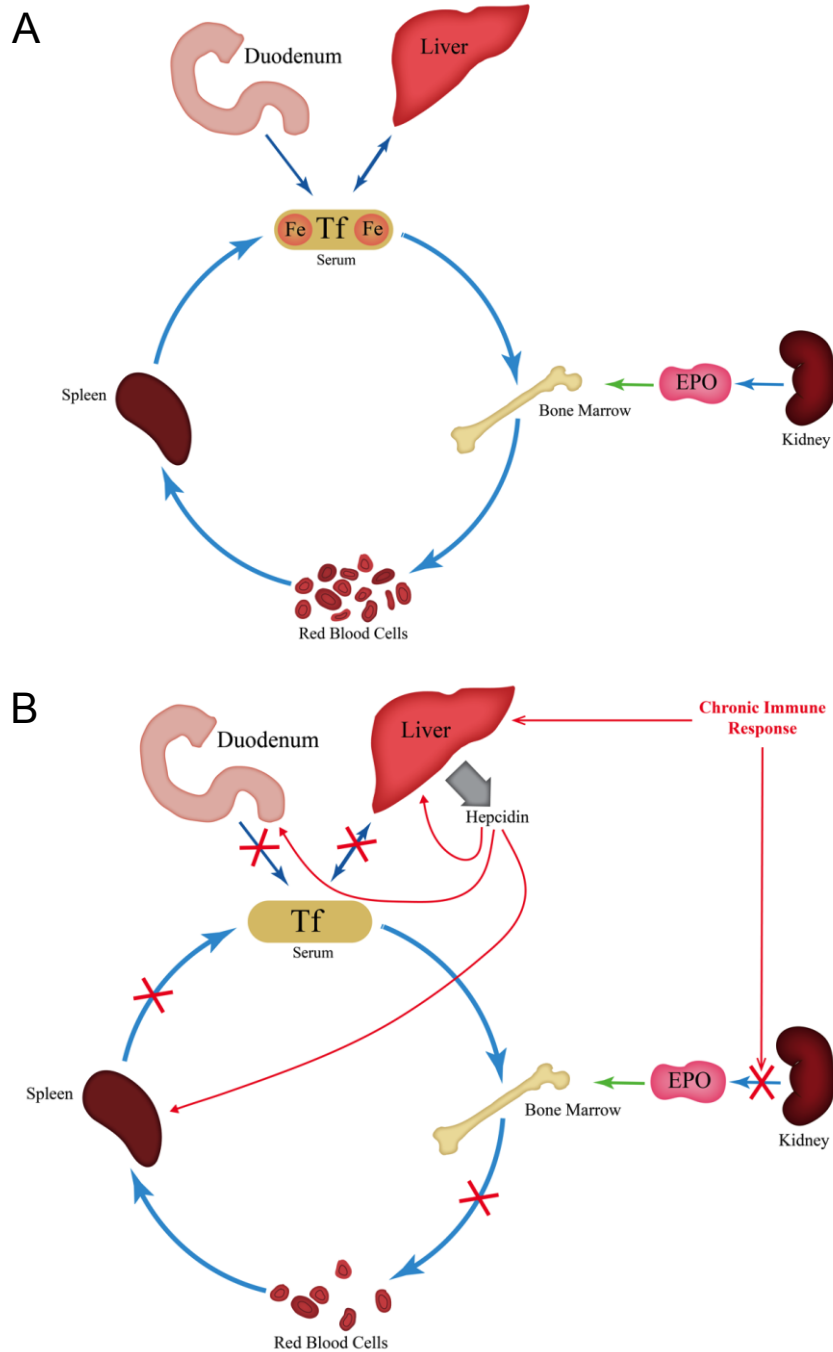 A
Duodenum
Liver
Fe Tf Fe
Serum
Spleen
Bone Marrow
EPO
Kidney
Red Blood Cells
B
Duodenum
Liver
Chronic Immune
Response
Hepcidin
Tf
Serum
Spleen
Bone Marrow
EPO
Kidney
Red Blood Cells